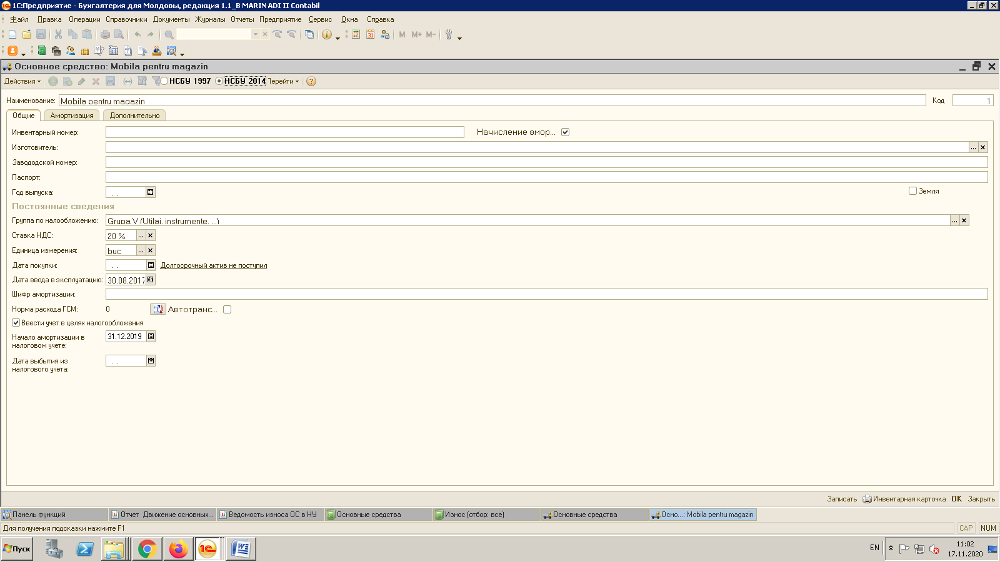 1С:Предприятие - Бухгалтерия для Молдовы, редакция 1.1_B MARIN ADI II Contabil
Файл Правка Операции Справочники Документы Журналы Отчеты Предприятие Сервис Окна Справка
M M+ M-
Основное средство: Mobila pentru magazin
Действия НСБУ 1997 НСБУ 2014 Перейти
Наименование: Mobila pentru magazin Код 1
Общие Амортизация Дополнительно
Инвентарный номер: Начисление амор...
Изготовитель:
Завододской номер:
Паспорт:
Год выпуска: . . Земля
Постоянные сведения
Группа по налообложению: Grupa V (Utilaj, instrumente, ...)
Ставка НДС: 20 %
Единица измерения: buc
Дата покупки: . . Долгосрочный актив не поступил
Дата ввода в эксплуатацию: 30.08.2017
Шифр амортизации:
Норма расхода ГСМ: 0 Автотранс...
Ввести учет в целях налогообложения
Начало амортизации в
налоговом учете: 31.12.2019
Дата выбытия из
налогового учета: . .
Записать Инвентарная карточка OK Закрыть
Панель функций Отчет Движение основных... Ведомость износа ОС в НУ Основные средства Износ (отбор: все) Основные средства Осно...: Mobila pentru magazin
Для получения подсказки нажмите F1 CAP NUM
Пуск EN 11:02
17.11.2020